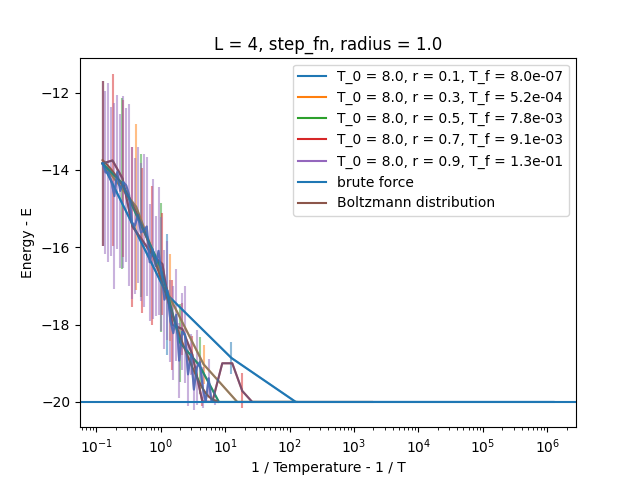 L = 4, step_fn, radius = 1.0
T_0 = 8.0, r = 0.1, T_f = 8.0e-07
T_0 = 8.0, r = 0.3, T_f = 5.2e-04
T_0 = 8.0, r = 0.5, T_f = 7.8e-03
T_0 = 8.0, r = 0.7, T_f = 9.1e-03
T_0 = 8.0, r = 0.9, T_f = 1.3e-01
brute force
Boltzmann distribution
Energy - E
−12
−14
−16
−18
−20
10⁻¹ 10⁰ 10¹ 10² 10³ 10⁴ 10⁵ 10⁶
1 / Temperature - 1 / T